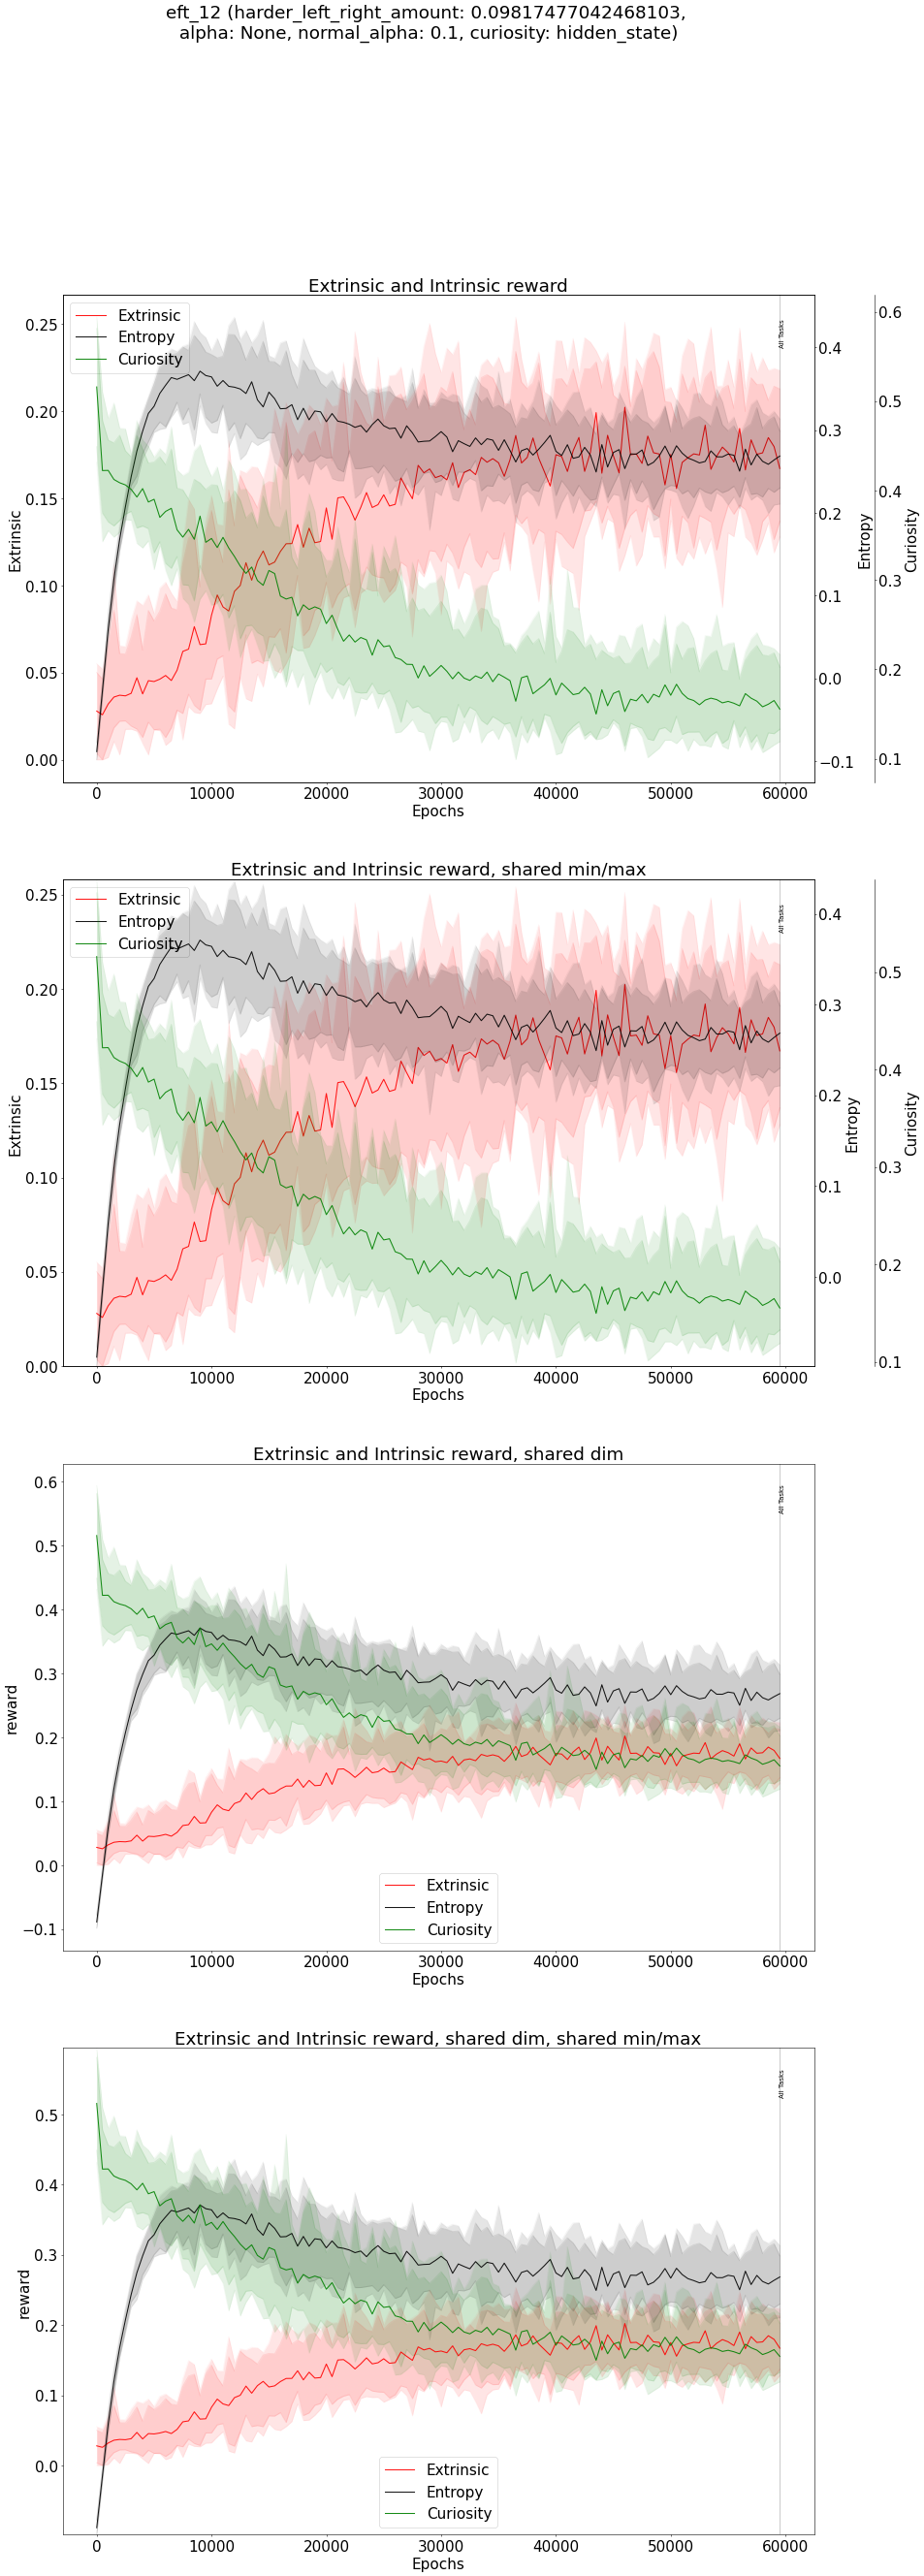 eft_12 (harder_left_right_amount: 0.09817477042468103,
alpha: None, normal_alpha: 0.1, curiosity: hidden_state)
Extrinsic and Intrinsic reward
Extrinsic
Entropy
Curiosity
All Tasks
0.25
0.20
0.15
0.10
0.05
0.00
Extrinsic
0.4
0.3
0.2
0.1
0.0
−0.1
Entropy
0.6
0.5
0.4
0.3
0.2
0.1
Curiosity
0 10000 20000 30000 40000 50000 60000
Epochs
Extrinsic and Intrinsic reward, shared min/max
Extrinsic
Entropy
Curiosity
All Tasks
0.25
0.20
0.15
0.10
0.05
0.00
Extrinsic
0.4
0.3
0.2
0.1
0.0
Entropy
0.5
0.4
0.3
0.2
0.1
Curiosity
0 10000 20000 30000 40000 50000 60000
Epochs
Extrinsic and Intrinsic reward, shared dim
All Tasks
0.6
0.5
0.4
0.3
0.2
0.1
0.0
−0.1
reward
Extrinsic
Entropy
Curiosity
0 10000 20000 30000 40000 50000 60000
Epochs
Extrinsic and Intrinsic reward, shared dim, shared min/max
All Tasks
0.5
0.4
0.3
0.2
0.1
0.0
reward
Extrinsic
Entropy
Curiosity
0 10000 20000 30000 40000 50000 60000
Epochs